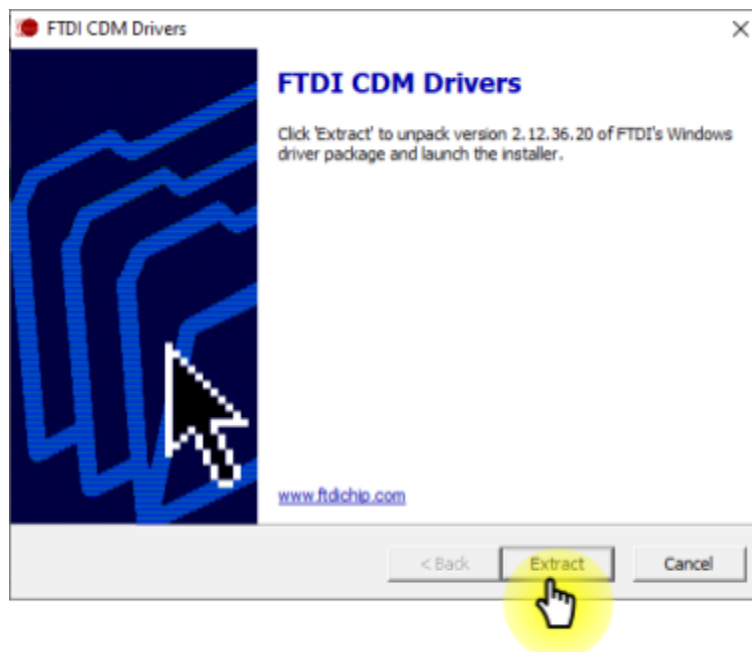 FTDI CDM Drivers
FTDI CDM Drivers
Click 'Extract' to unpack version 2.12.36.20 of FTDI's Windows
driver package and launch the installer.
www.ftdichip.com
< Back Extract Cancel